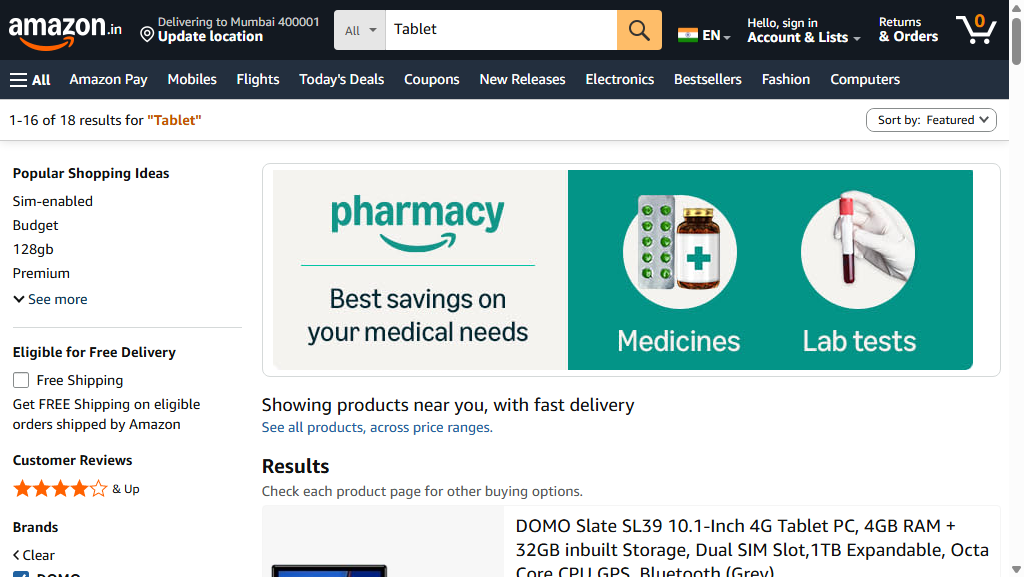 amazon.in
Delivering to Mumbai 400001
Update location
All
Tablet
EN
Hello, sign in
Account & Lists
Returns
& Orders
0
All
Amazon Pay
Mobiles
Flights
Today's Deals
Coupons
New Releases
Electronics
Bestsellers
Fashion
Computers
1-16 of 18 results for "Tablet"
Sort by: Featured
Popular Shopping Ideas
Sim-enabled
Budget
128gb
Premium
See more
Eligible for Free Delivery
Free Shipping
Get FREE Shipping on eligible
orders shipped by Amazon
Customer Reviews
& Up
Brands
Clear
DOMO
pharmacy
Best savings on
your medical needs
Medicines
Lab tests
Showing products near you, with fast delivery
See all products, across price ranges.
Results
Check each product page for other buying options.
DOMO Slate SL39 10.1-Inch 4G Tablet PC, 4GB RAM +
32GB inbuilt Storage, Dual SIM Slot,1TB Expandable, Octa
Core CPU GPS, Bluetooth (Grey)